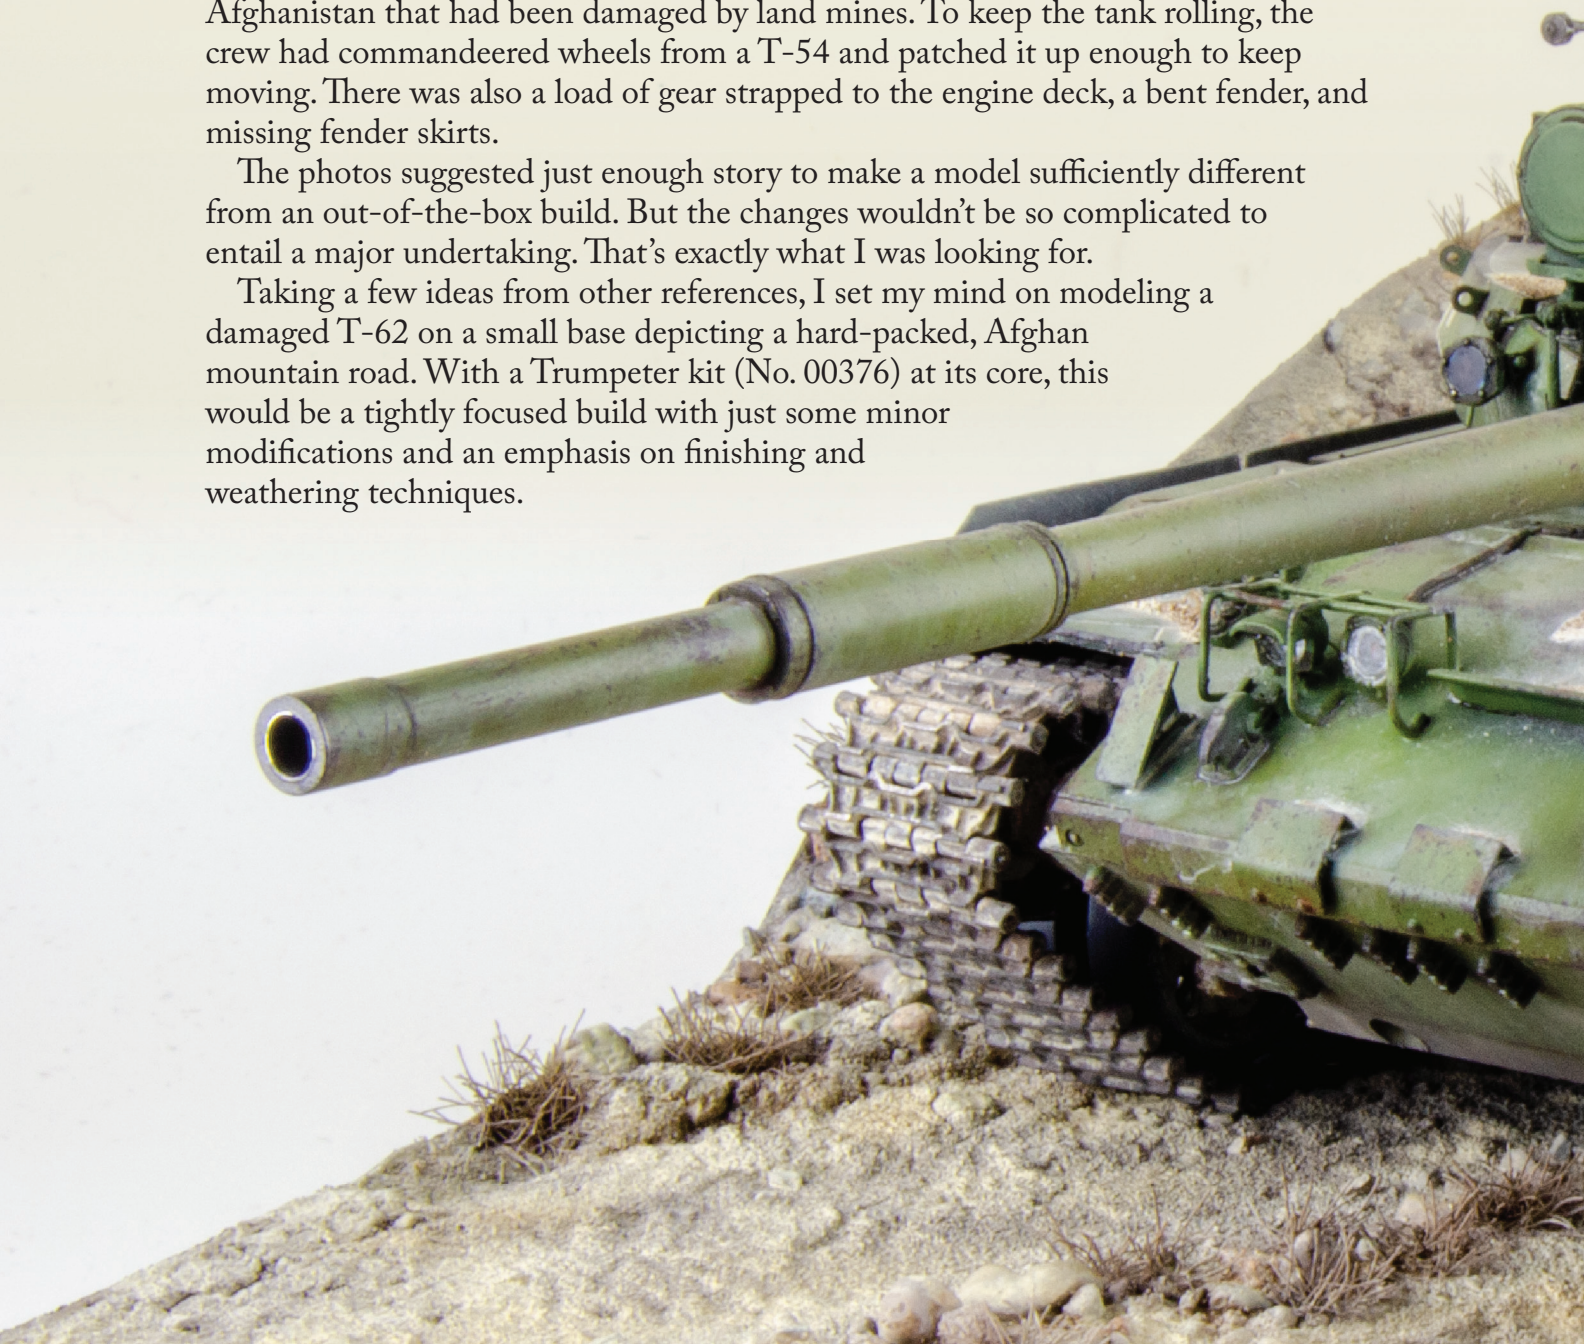 Afghanistan that had been damaged by land mines. To keep the tank rolling, the
crew had commandeered wheels from a T-54 and patched it up enough to keep
moving. There was also a load of gear strapped to the engine deck, a bent fender, and
missing fender skirts.
The photos suggested just enough story to make a model sufficiently different
from an out-of-the-box build. But the changes wouldn’t be so complicated to
entail a major undertaking. That’s exactly what I was looking for.
Taking a few ideas from other references, I set my mind on modeling a
damaged T-62 on a small base depicting a hard-packed, Afghan
mountain road. With a Trumpeter kit (No. 00376) at its core, this
would be a tightly focused build with just some minor
modifications and an emphasis on finishing and
weathering techniques.